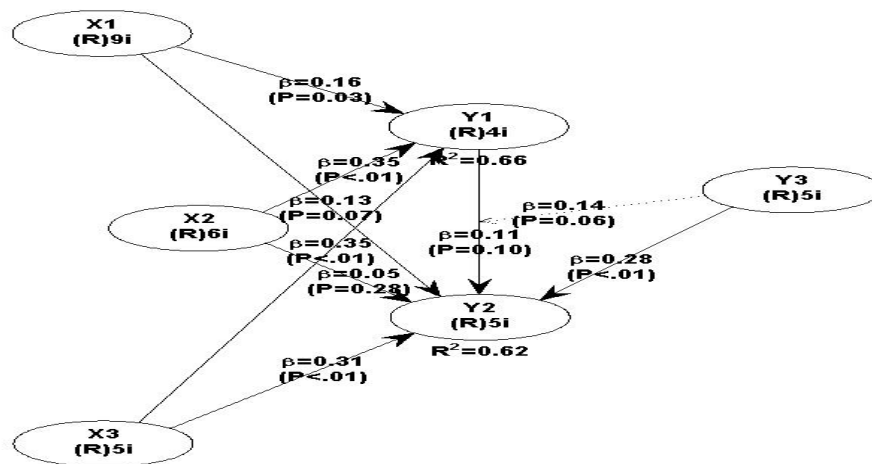 X1
(R)9i
β=0.16
(P=0.03)
Y1
(R)4i
R²=0.66
β=0.35
(P<.01)
Y3
(R)5i
β=0.14
(P=0.06)
β=0.13
(P=0.07)
X2
(R)6i
β=0.11
(P=0.10)
β=0.35
(P<.01)
β=0.28
(P<.01)
β=0.05
(P=0.28)
Y2
(R)5i
R²=0.62
β=0.31
(P<.01)
X3
(R)5i